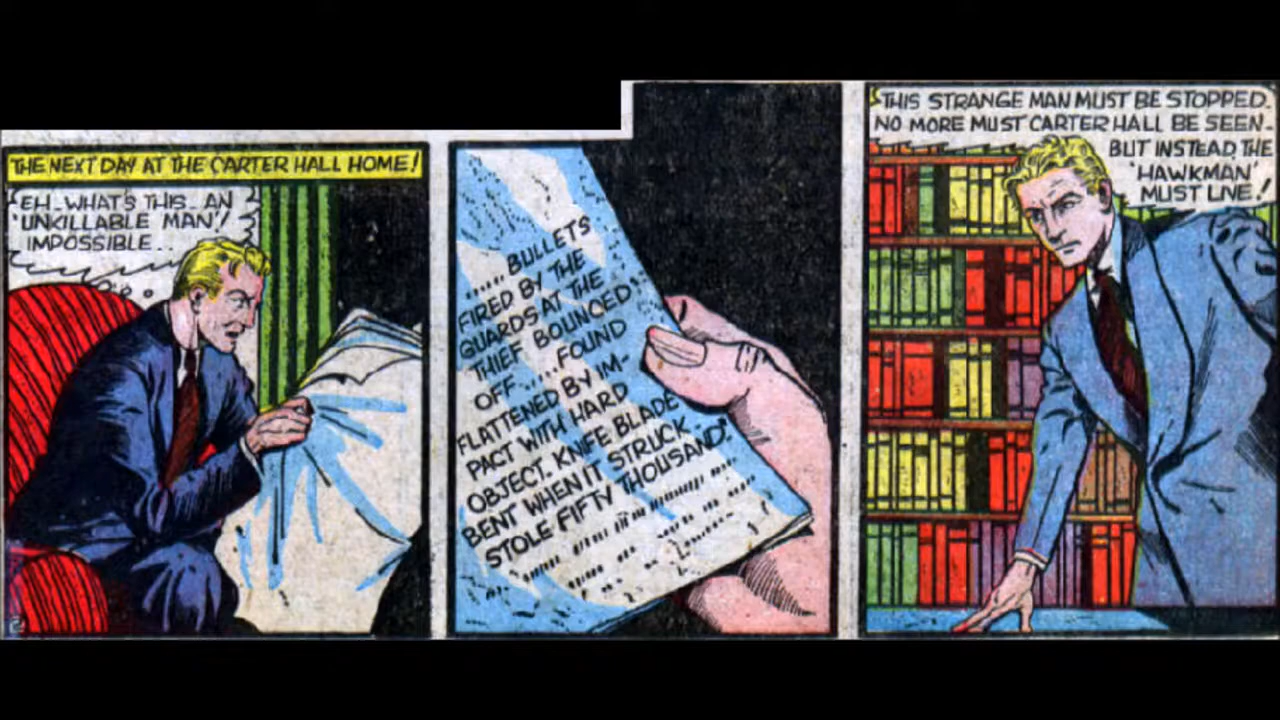 THE NEXT DAY AT THE CARTER HALL HOME!
EH-WHAT'S THIS-AN
'UNKILLABLE MAN'!
IMPOSSIBLE...
.....BULLETS
FIRED BY THE
GUARDS AT THE
THIEF BOUNCED
OFF.....FOUND
FLATTENED BY IM-
PACT WITH HARD
OBJECT. KNIFE BLADE
BENT WHEN IT STRUCK..
STOLE FIFTY THOUSAND."
THIS STRANGE MAN MUST BE STOPPED-
NO MORE MUST CARTER HALL BE SEEN-
BUT INSTEAD, THE
'HAWKMAN'
MUST LIVE!